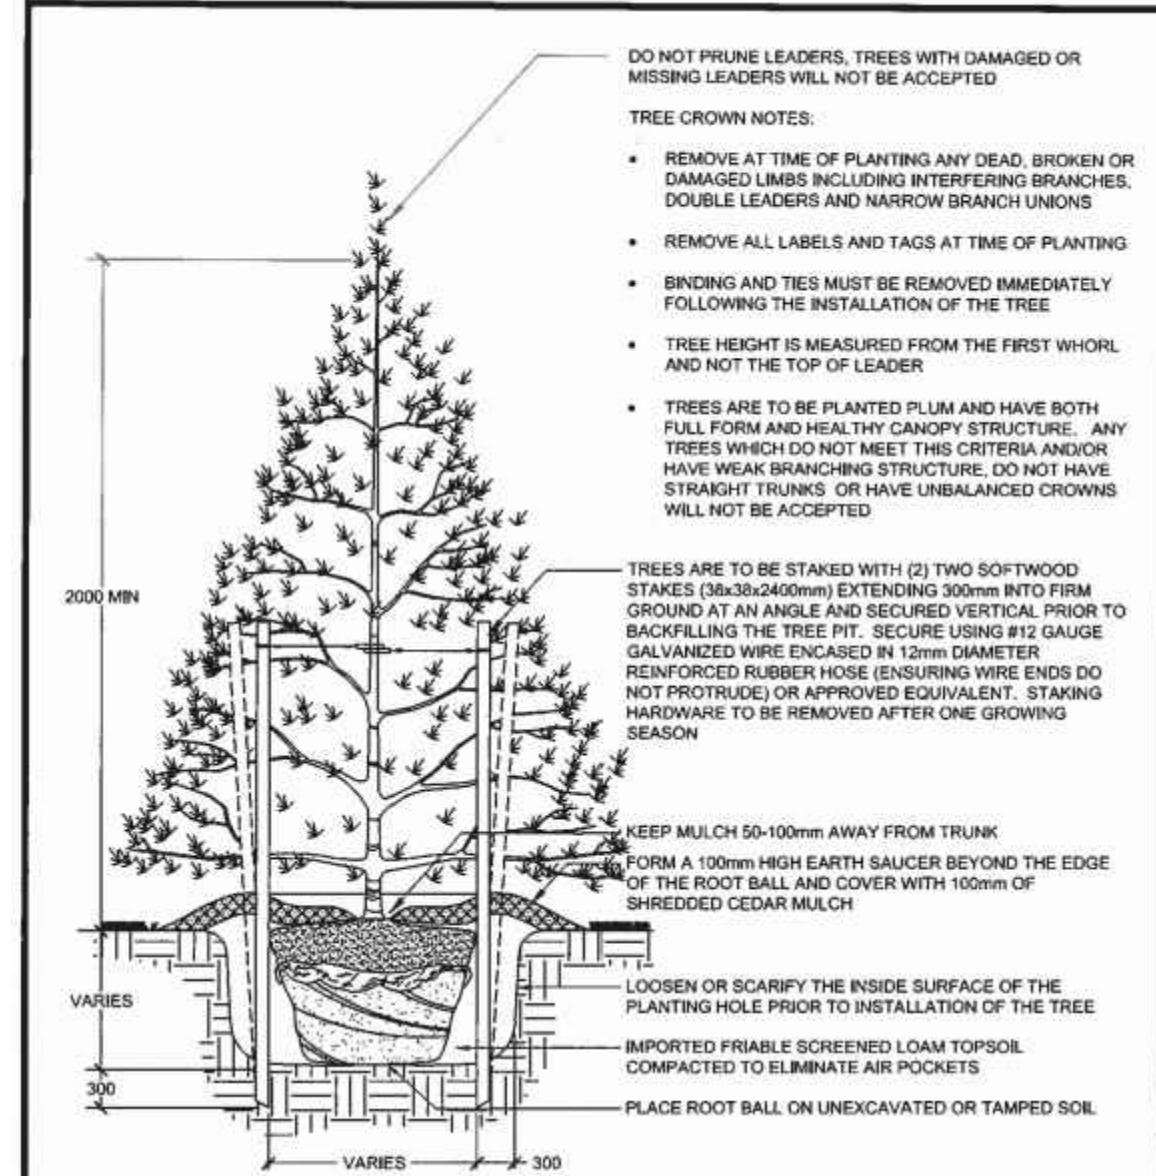 DO NOT PRUNE LEADERS, TREES WITH DAMAGED OR
MISSING LEADERS WILL NOT BE ACCEPTED
TREE CROWN NOTES:
• REMOVE AT TIME OF PLANTING ANY DEAD, BROKEN OR
DAMAGED LIMBS INCLUDING INTERFERING BRANCHES,
DOUBLE LEADERS AND NARROW BRANCH UNIONS
• REMOVE ALL LABELS AND TAGS AT TIME OF PLANTING
• BINDING AND TIES MUST BE REMOVED IMMEDIATELY
FOLLOWING THE INSTALLATION OF THE TREE
• TREE HEIGHT IS MEASURED FROM THE FIRST WHORL
AND NOT THE TOP OF LEADER
• TREES ARE TO BE PLANTED PLUM AND HAVE BOTH
FULL FORM AND HEALTHY CANOPY STRUCTURE. ANY
TREES WHICH DO NOT MEET THIS CRITERIA AND/OR
HAVE WEAK BRANCHING STRUCTURE, DO NOT HAVE
STRAIGHT TRUNKS OR HAVE UNBALANCED CROWNS
WILL NOT BE ACCEPTED
2000 MIN
TREES ARE TO BE STAKED WITH (2) TWO SOFTWOOD
STAKES (38x38x2400mm) EXTENDING 300mm INTO FIRM
GROUND AT AN ANGLE AND SECURED VERTICAL PRIOR TO
BACKFILLING THE TREE PIT. SECURE USING #12 GAUGE
GALVANIZED WIRE ENCASED IN 12mm DIAMETER
REINFORCED RUBBER HOSE (ENSURING WIRE ENDS DO
NOT PROTRUDE) OR APPROVED EQUIVALENT. STAKING
HARDWARE TO BE REMOVED AFTER ONE GROWING
SEASON
KEEP MULCH 50-100mm AWAY FROM TRUNK
FORM A 100mm HIGH EARTH SAUCER BEYOND THE EDGE
OF THE ROOT BALL AND COVER WITH 100mm OF
SHREDDED CEDAR MULCH
VARIES
LOOSEN OR SCARIFY THE INSIDE SURFACE OF THE
PLANTING HOLE PRIOR TO INSTALLATION OF THE TREE
IMPORTED FRIABLE SCREENED LOAM TOPSOIL
COMPACTED TO ELIMINATE AIR POCKETS
300
PLACE ROOT BALL ON UNEXCAVATED OR TAMPED SOIL
VARIES
300